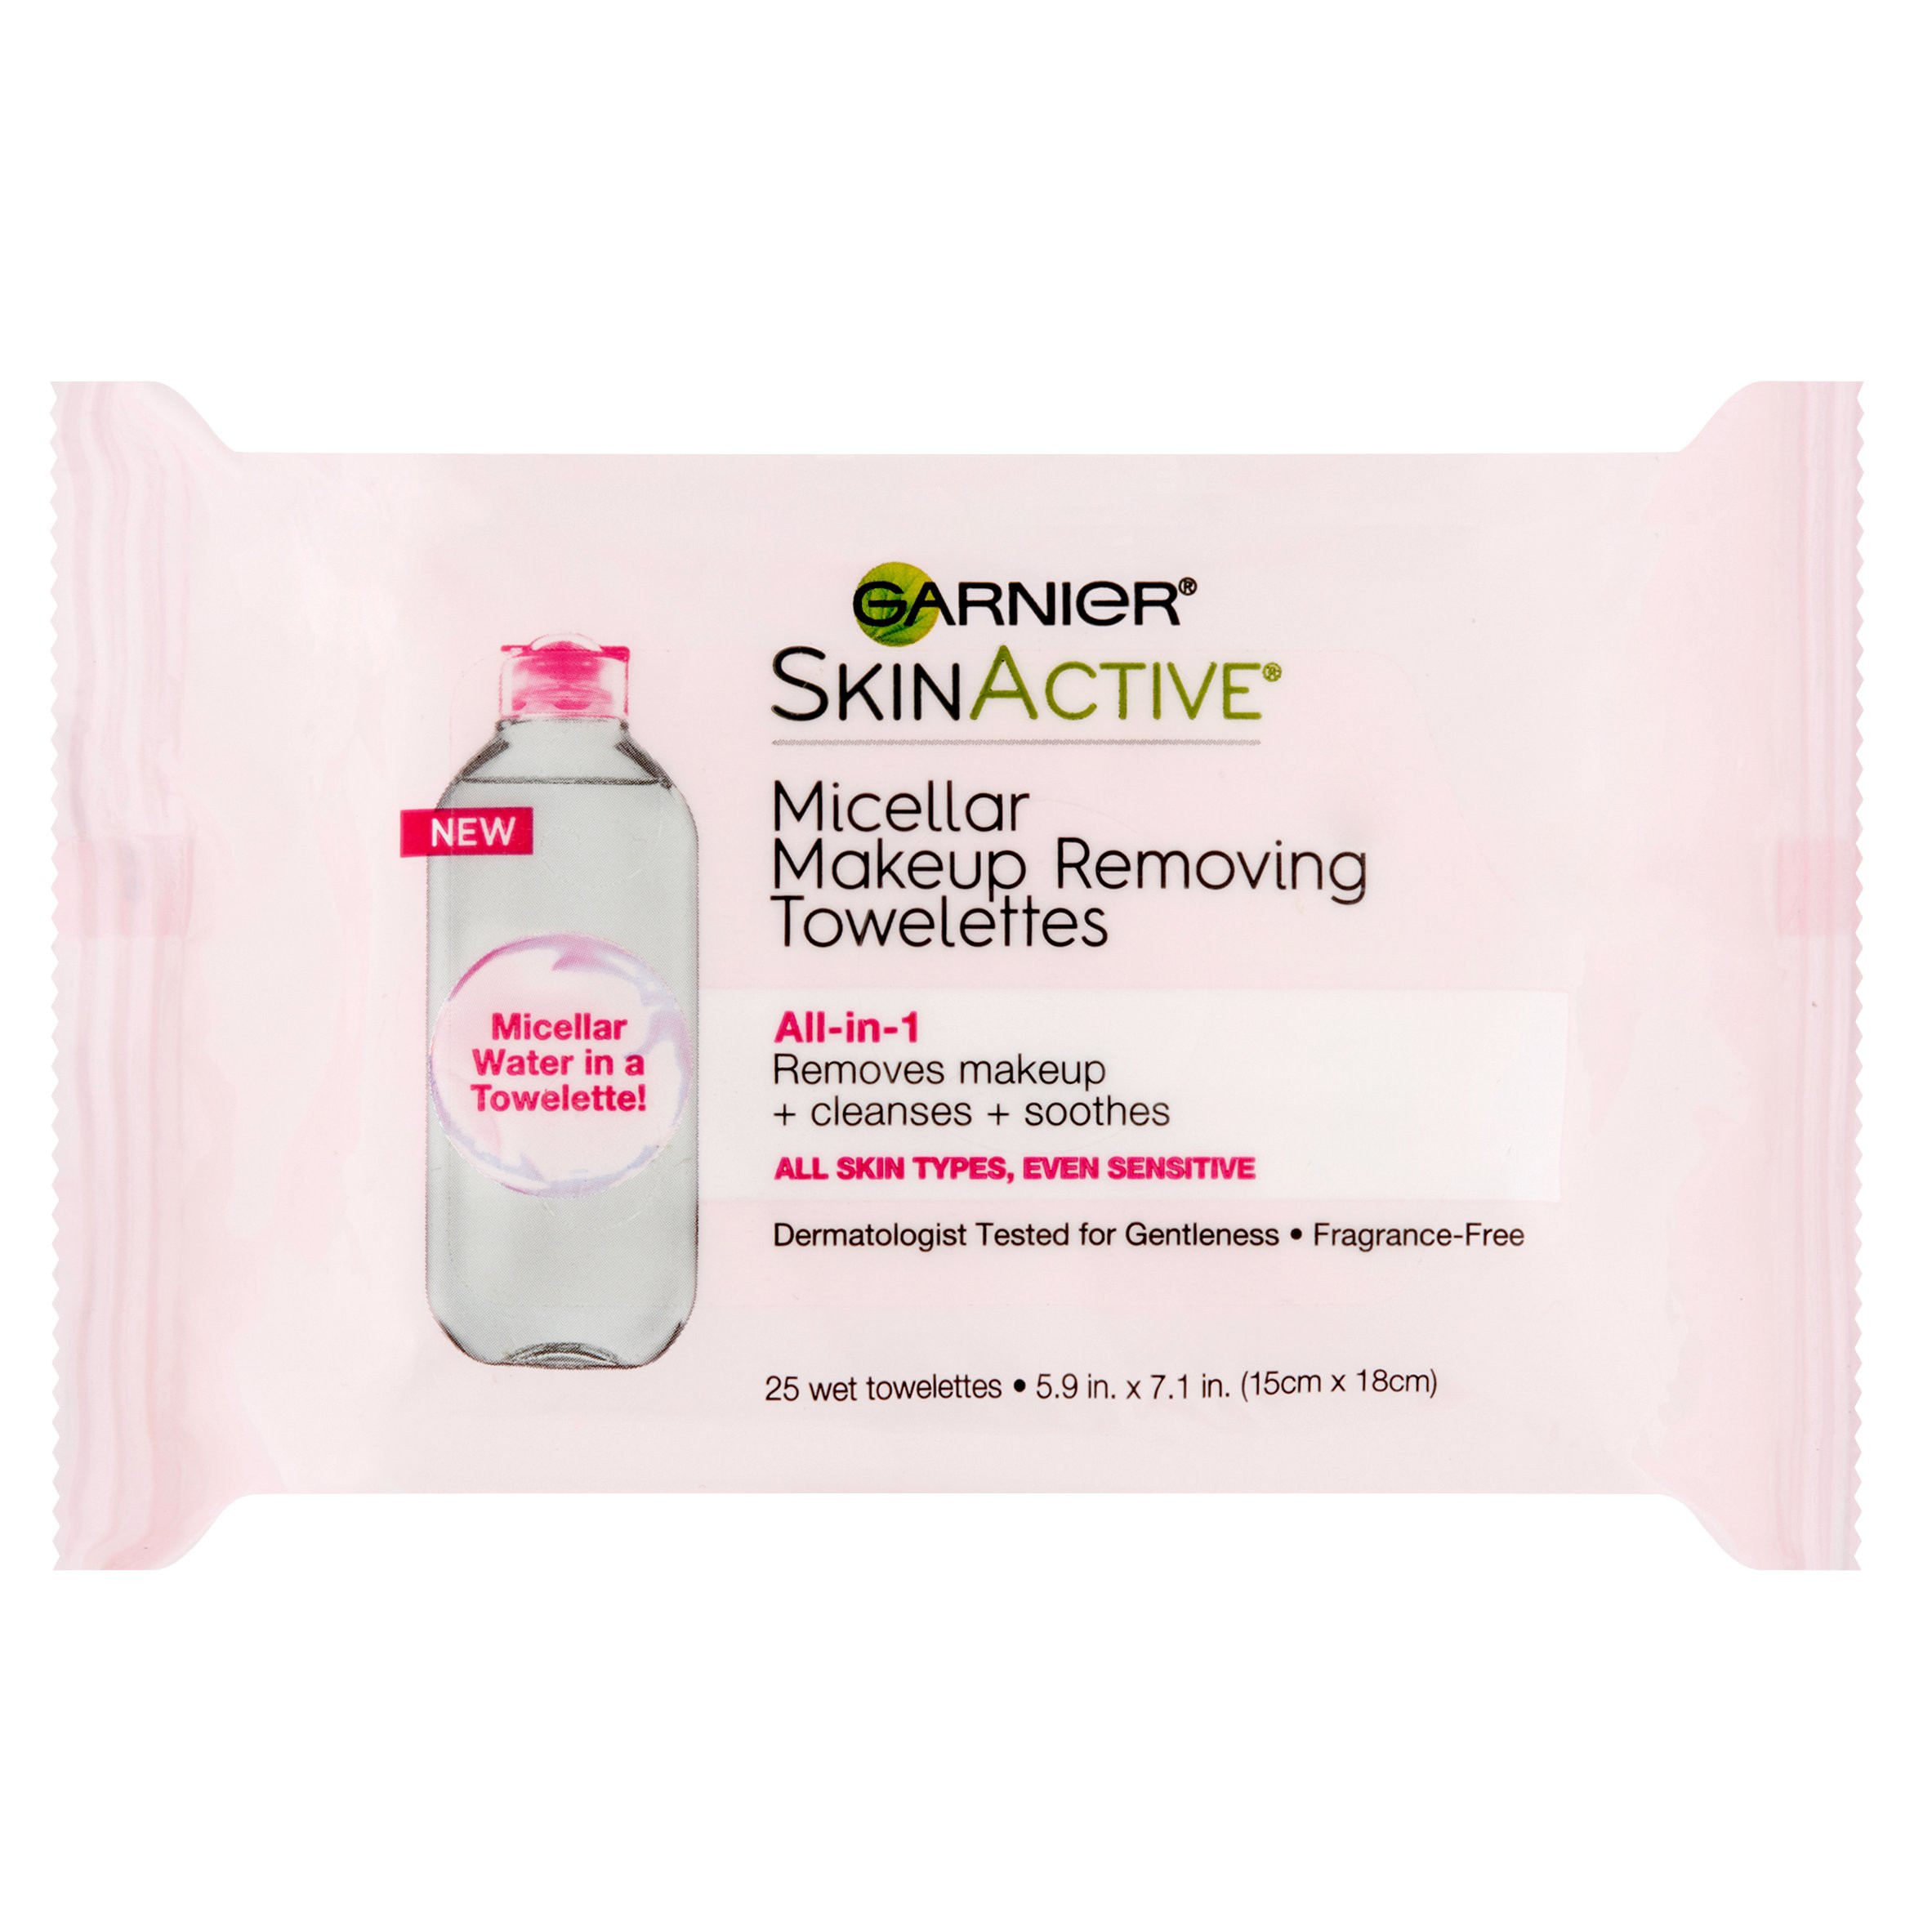 GARNIER®
SKINACTIVE®
Micellar
Makeup Removing
Towelettes
NEW
Micellar
Water in a
Towelette!
All-in-1
Removes makeup
+ cleanses + soothes
ALL SKIN TYPES, EVEN SENSITIVE
Dermatologist Tested for Gentleness • Fragrance-Free
25 wet towelettes • 5.9 in. x 7.1 in. (15cm x 18cm)